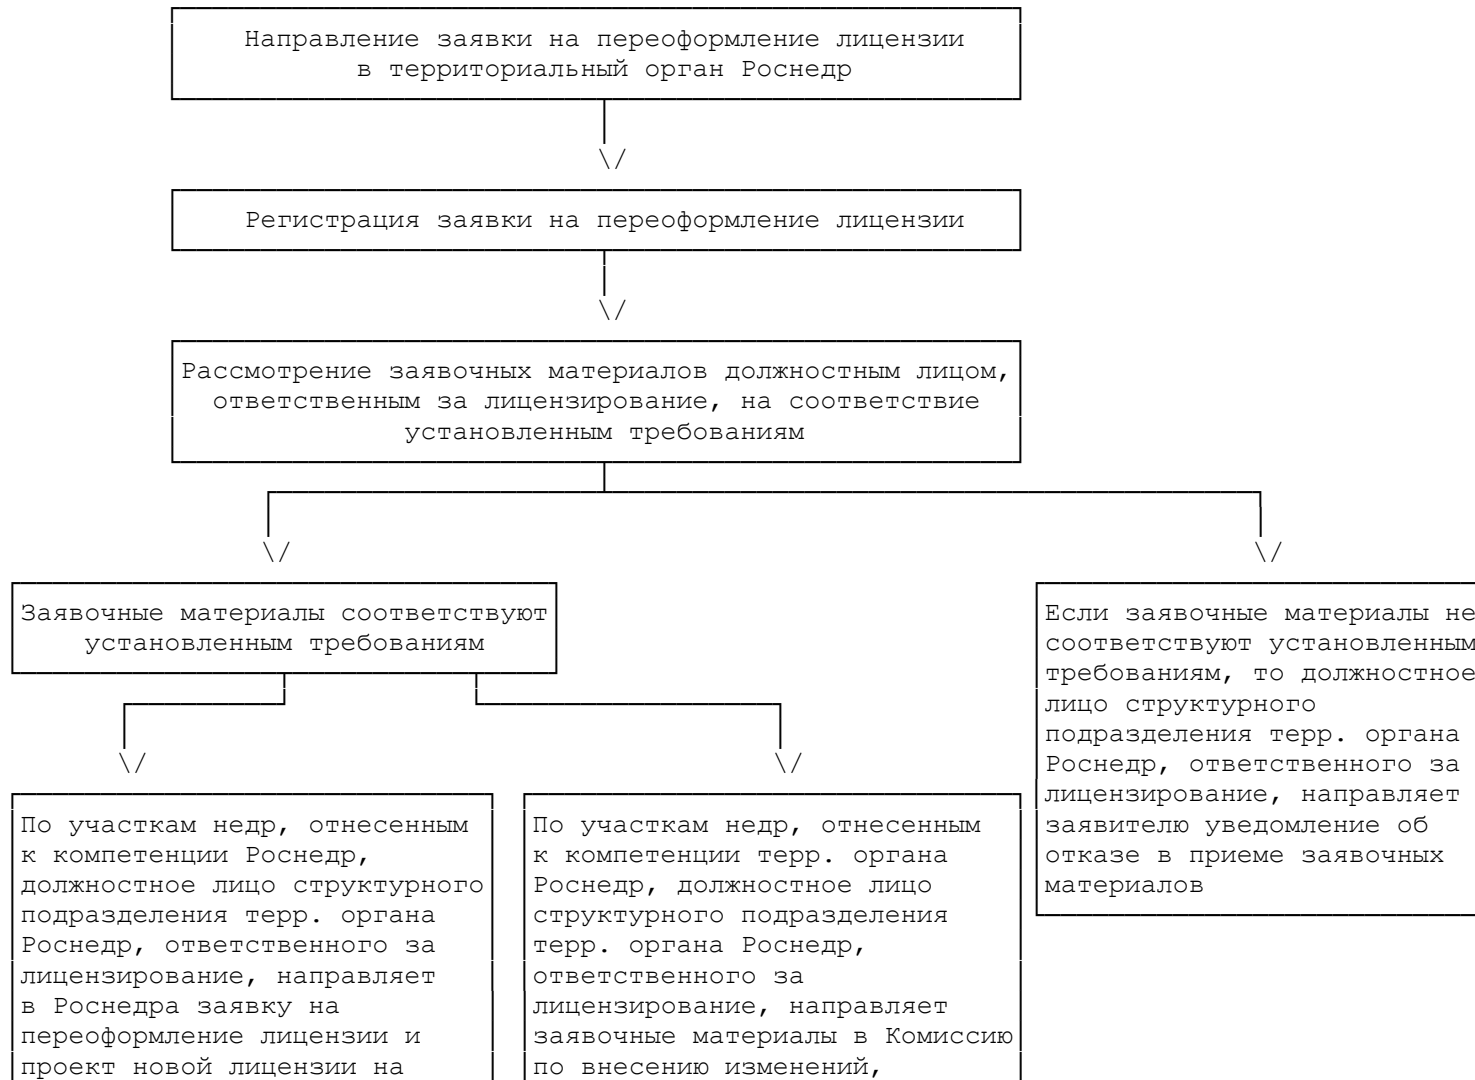 Направление заявки на переоформление лицензии
в территориальный орган Роснедр
Регистрация заявки на переоформление лицензии
Рассмотрение заявочных материалов должностным лицом,
ответственным за лицензирование, на соответствие
установленным требованиям
Заявочные материалы соответствуют
установленным требованиям
Если заявочные материалы не
соответствуют установленным
требованиям, то должностное
лицо структурного
подразделения терр. органа
Роснедр, ответственного за
лицензирование, направляет
заявителю уведомление об
отказе в приеме заявочных
материалов
По участкам недр, отнесенным
к компетенции Роснедр,
должностное лицо структурного
подразделения терр. органа
Роснедр, ответственного за
лицензирование, направляет
в Роснедра заявку на
переоформление лицензии и
проект новой лицензии на
По участкам недр, отнесенным
к компетенции терр. органа
Роснедр, должностное лицо
структурного подразделения
терр. органа Роснедр,
ответственного за
лицензирование, направляет
заявочные материалы в Комиссию
по внесению изменений,